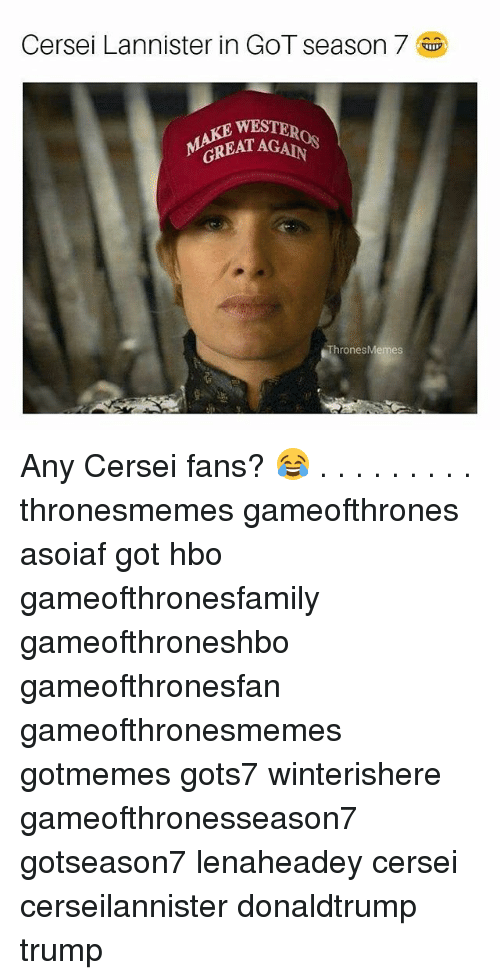 Cersei Lannister in GoT season 7 😂
MAKE WESTEROS
GREAT AGAIN
ThronesMemes
Any Cersei fans? 😂 . . . . . . . . .
thronesmemes gameofthrones
asoiaf got hbo
gameofthronesfamily
gameofthroneshbo
gameofthronesfan
gameofthronesmemes
gotmemes gots7 winterishere
gameofthronesseason7
gotseason7 lenaheadey cersei
cerseilannister donaldtrump
trump